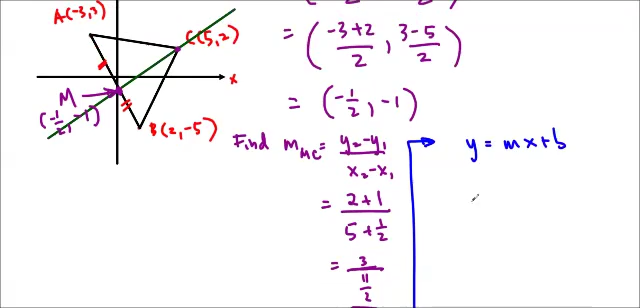 A(-3,3)
C(5,2)
x
M
(-1/2, -1)
B(2,-5)
= ( (-3+2)/2 , (3-5)/2 )
= (-1/2, -1)
Find m_MC = (y₂-y₁)/(x₂-x₁)
= (2+1)/(5+1/2)
= 3/(11/2)
y = mx+b